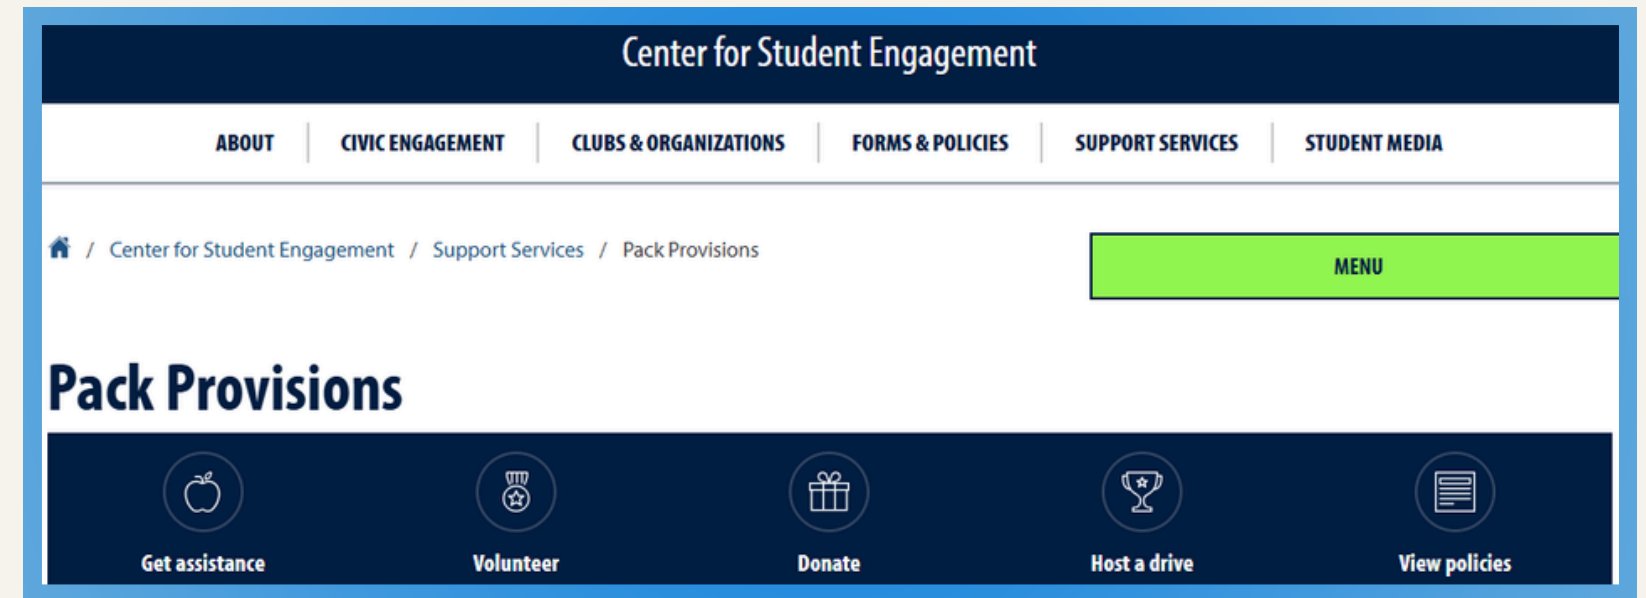 Center for Student Engagement
ABOUT CIVIC ENGAGEMENT CLUBS & ORGANIZATIONS FORMS & POLICIES SUPPORT SERVICES STUDENT MEDIA
/ Center for Student Engagement / Support Services / Pack Provisions
MENU
Pack Provisions
Get assistance Volunteer Donate Host a drive View policies